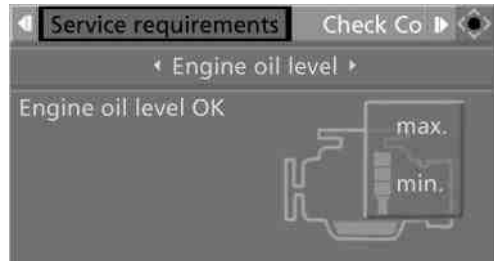 Service requirements Check Co
Engine oil level
Engine oil level OK
max.
min.